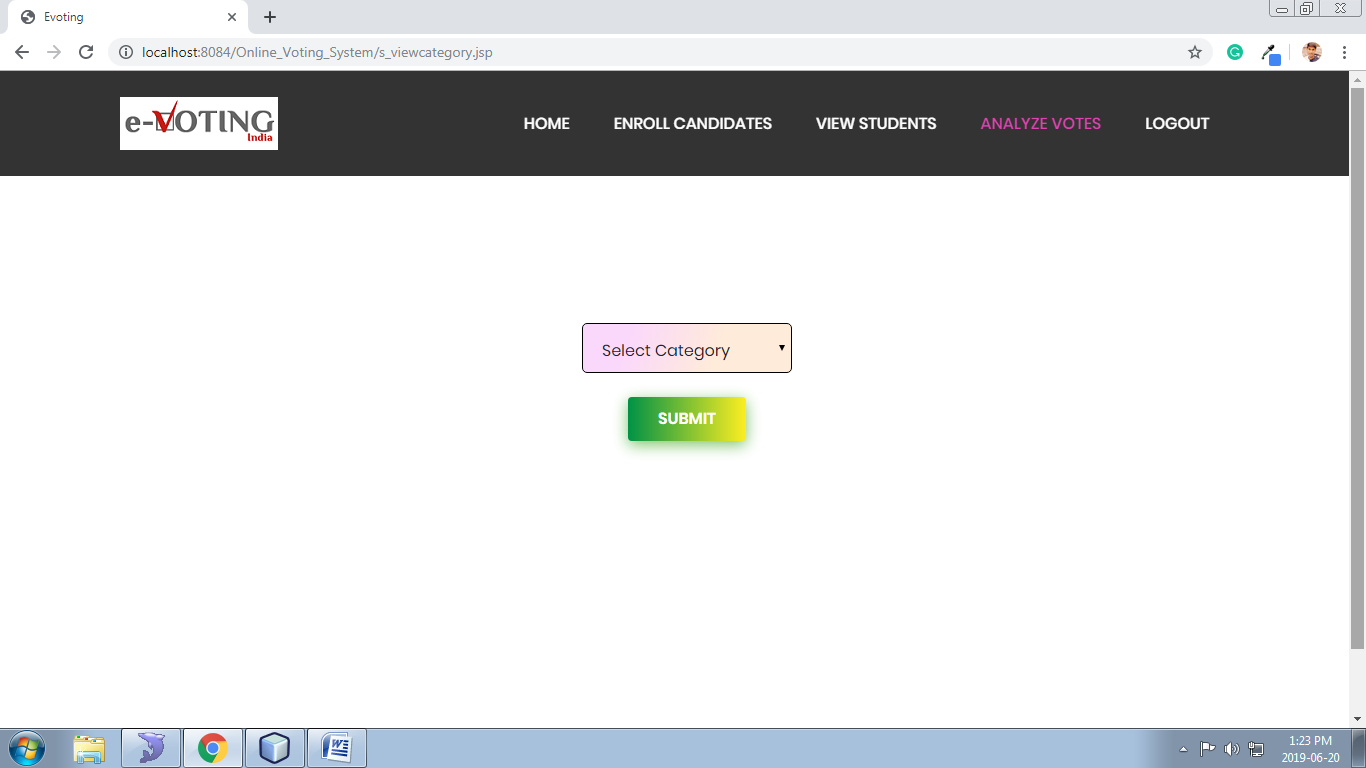 Evoting
localhost:8084/Online_Voting_System/s_viewcategory.jsp
e-VOTING
India
HOME ENROLL CANDIDATES VIEW STUDENTS ANALYZE VOTES LOGOUT
Select Category
SUBMIT
1:23 PM
2019-06-20